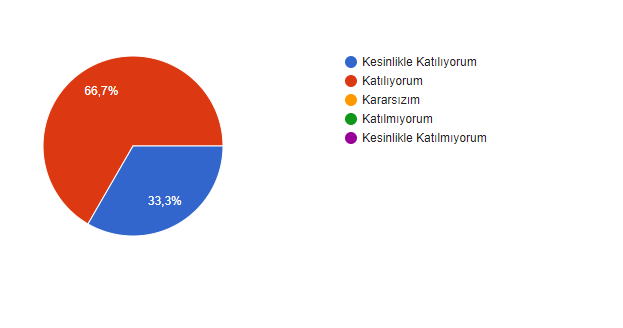 66,7%
33,3%
Kesinlikle Katılıyorum
Katılıyorum
Kararsızım
Katılmıyorum
Kesinlikle Katılmıyorum